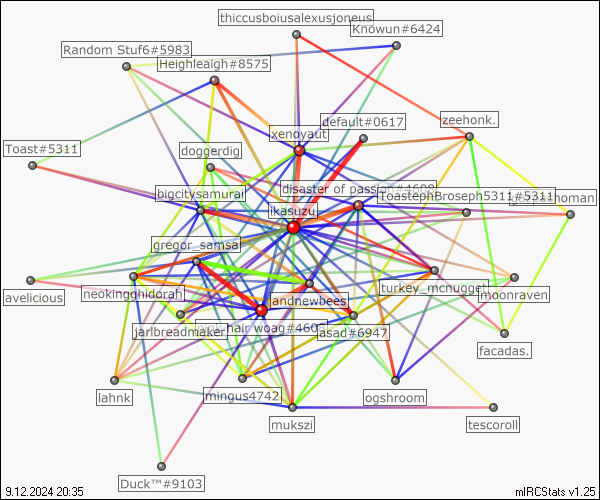 thiccusboiusalexusjoneus
Knowun#6424
Random Stuf6#5983
Heighleaigh#8575
default#0617
zeehonk.
xenoyaut
Toast#5311
doggerdig
disaster of passion#4608
bigcitysamurai
ToastephBroseph5311#5311
homan
ikasuzu
gregor_samsa
neokingghidorah
landnewbees
turkey_mcnugget
moonraven
avelicious
jarlbreadmaker
hair woag#460
asad#6947
facadas.
lahnk
mingus4742
ogshroom
mukszi
tescoroll
Duck™#9103
9.12.2024 20:35
mIRCStats v1.25